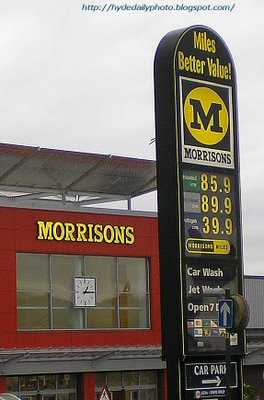 http://hydedailyphoto.blogspot.com/
Miles
Better Value!
M
MORRISONS
MORRISONS
85.9
89.9
39.9
MORRISONS MILES
Car Wash
Jet Wash
Open 7
CAR PARK